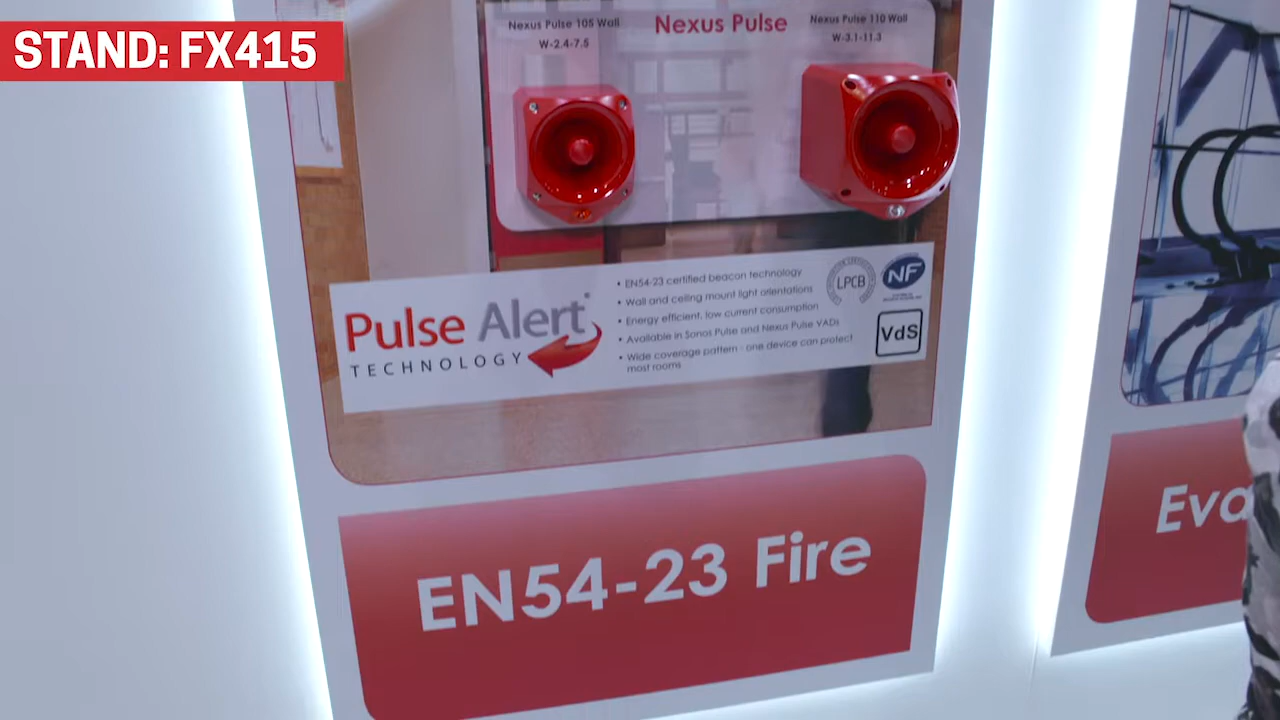 STAND: FX415
Nexus Pulse 105 Wall
W-2.4-7.5
Nexus Pulse
Nexus Pulse 110 Wall
W-3.1-11.3
Pulse Alert
TECHNOLOGY
• EN54-23 certified beacon technology
• Wall and ceiling mount light orientations
• Energy efficient, low current consumption
• Available in Sonos Pulse and Nexus Pulse VADs
• Wide coverage pattern - one device can protect
most rooms
LPCB
NF
VdS
EN54-23 Fire
Eva